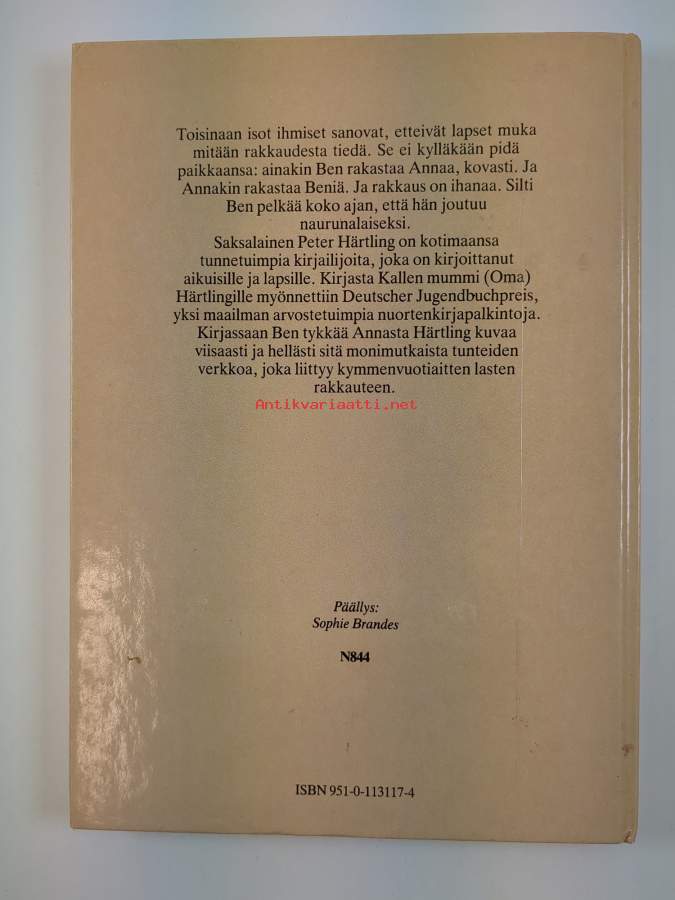 Toisinaan isot ihmiset sanovat, etteivät lapset muka
mitään rakkaudesta tiedä. Se ei kylläkään pidä
paikkaansa: ainakin Ben rakastaa Annaa, kovasti. Ja
Annakin rakastaa Beniä. Ja rakkaus on ihanaa. Silti
Ben pelkää koko ajan, että hän joutuu
naurunalaiseksi.
Saksalainen Peter Härtling on kotimaansa
tunnetuimpia kirjailijoita, joka on kirjoittanut
aikuisille ja lapsille. Kirjasta Kallen mummi (Oma)
Härtlingille myönnettiin Deutscher Jugendbuchpreis,
yksi maailman arvostetuimpia nuortenkirjapalkintoja.
Kirjassaan Ben tykkää Annasta Härtling kuvaa
viisaasti ja hellästi sitä monimutkaista tunteiden
verkkoa, joka liittyy kymmenvuotiaitten lasten
rakkauteen.
Antikvariaatti.net
Päällys:
Sophie Brandes
N844
ISBN 951-0-113117-4